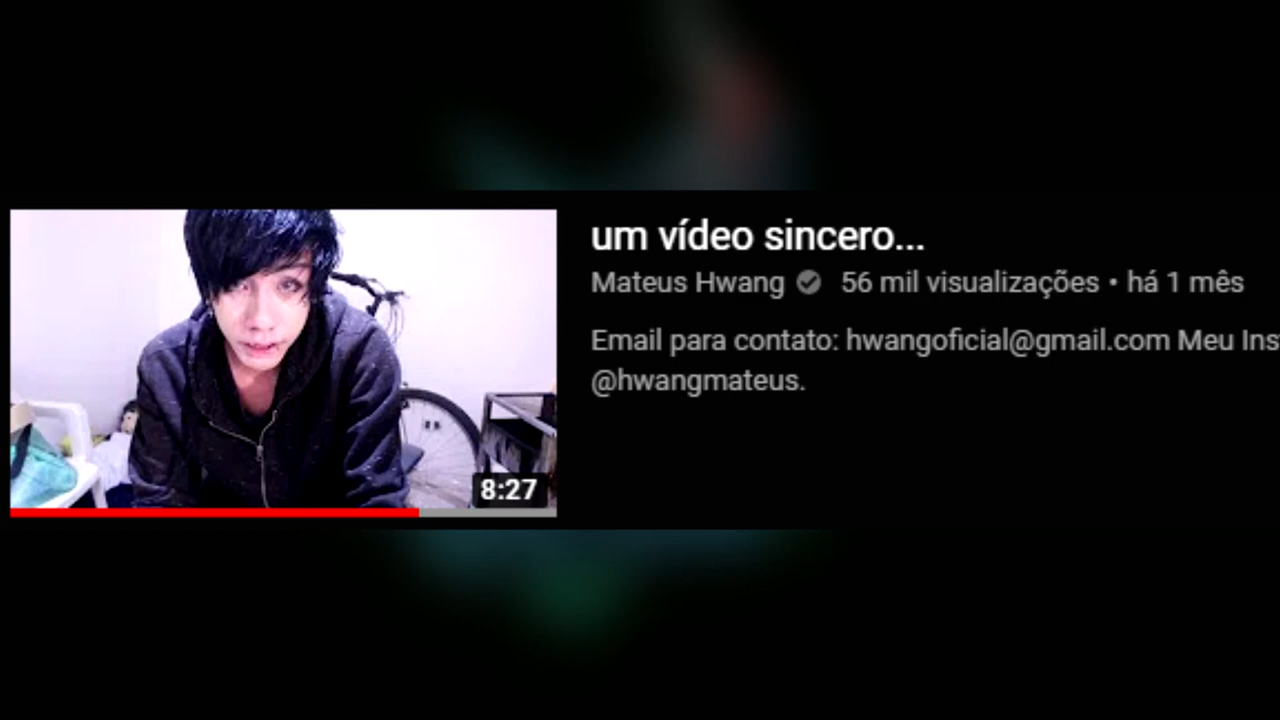 um vídeo sincero...
Mateus Hwang 56 mil visualizações • há 1 mês
Email para contato: hwangoficial@gmail.com Meu Ins
@hwangmateus.
8:27